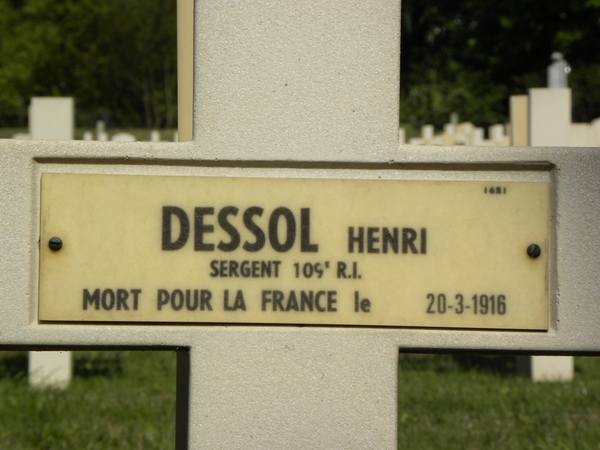 1681
DESSOL HENRI
SERGENT 109' R.I.
MORT POUR LA FRANCE le 20-3-1916